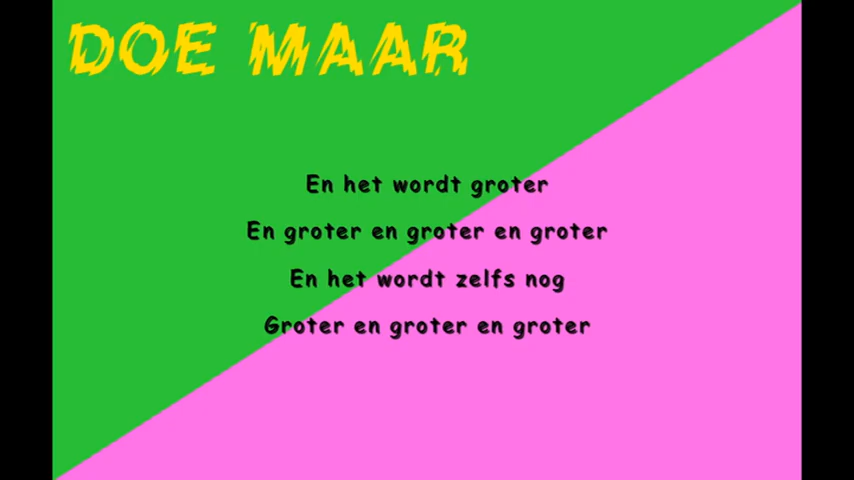 DOE MAAR
En het wordt groter
En groter en groter en groter
En het wordt zelfs nog
Groter en groter en groter